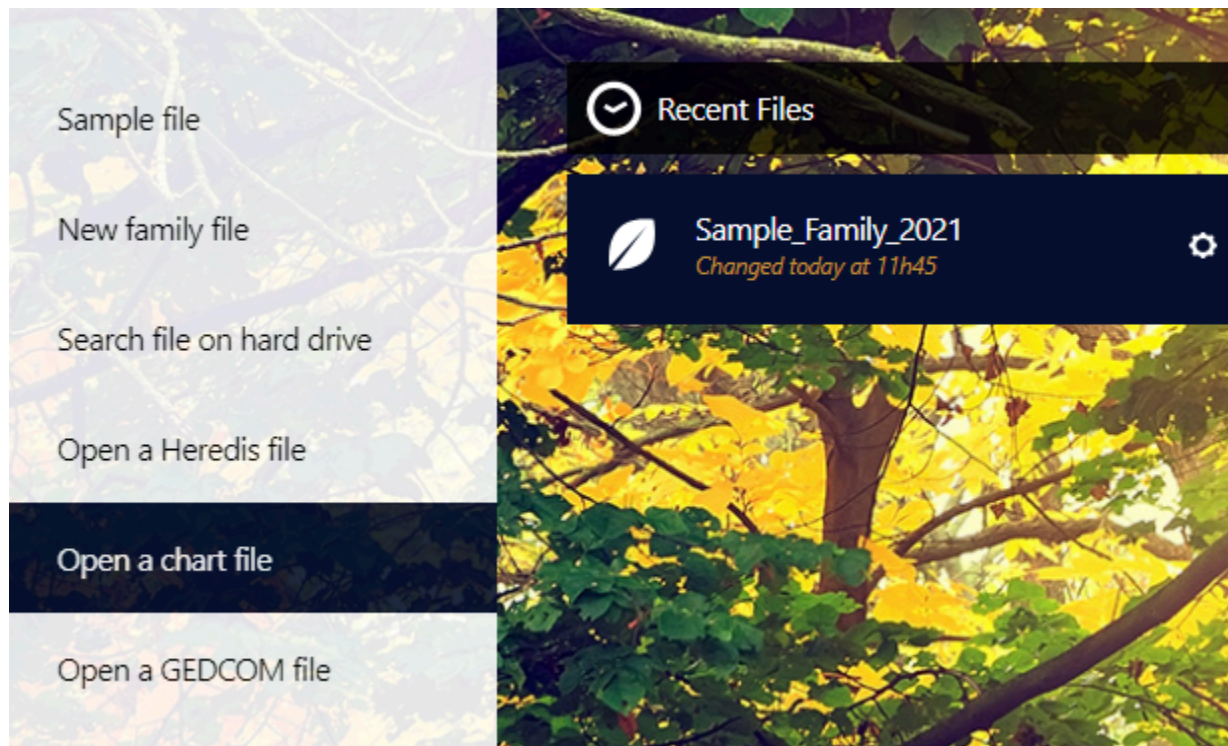 Sample file
New family file
Search file on hard drive
Open a Heredis file
Open a chart file
Open a GEDCOM file
Recent Files
Sample_Family_2021
Changed today at 11h45